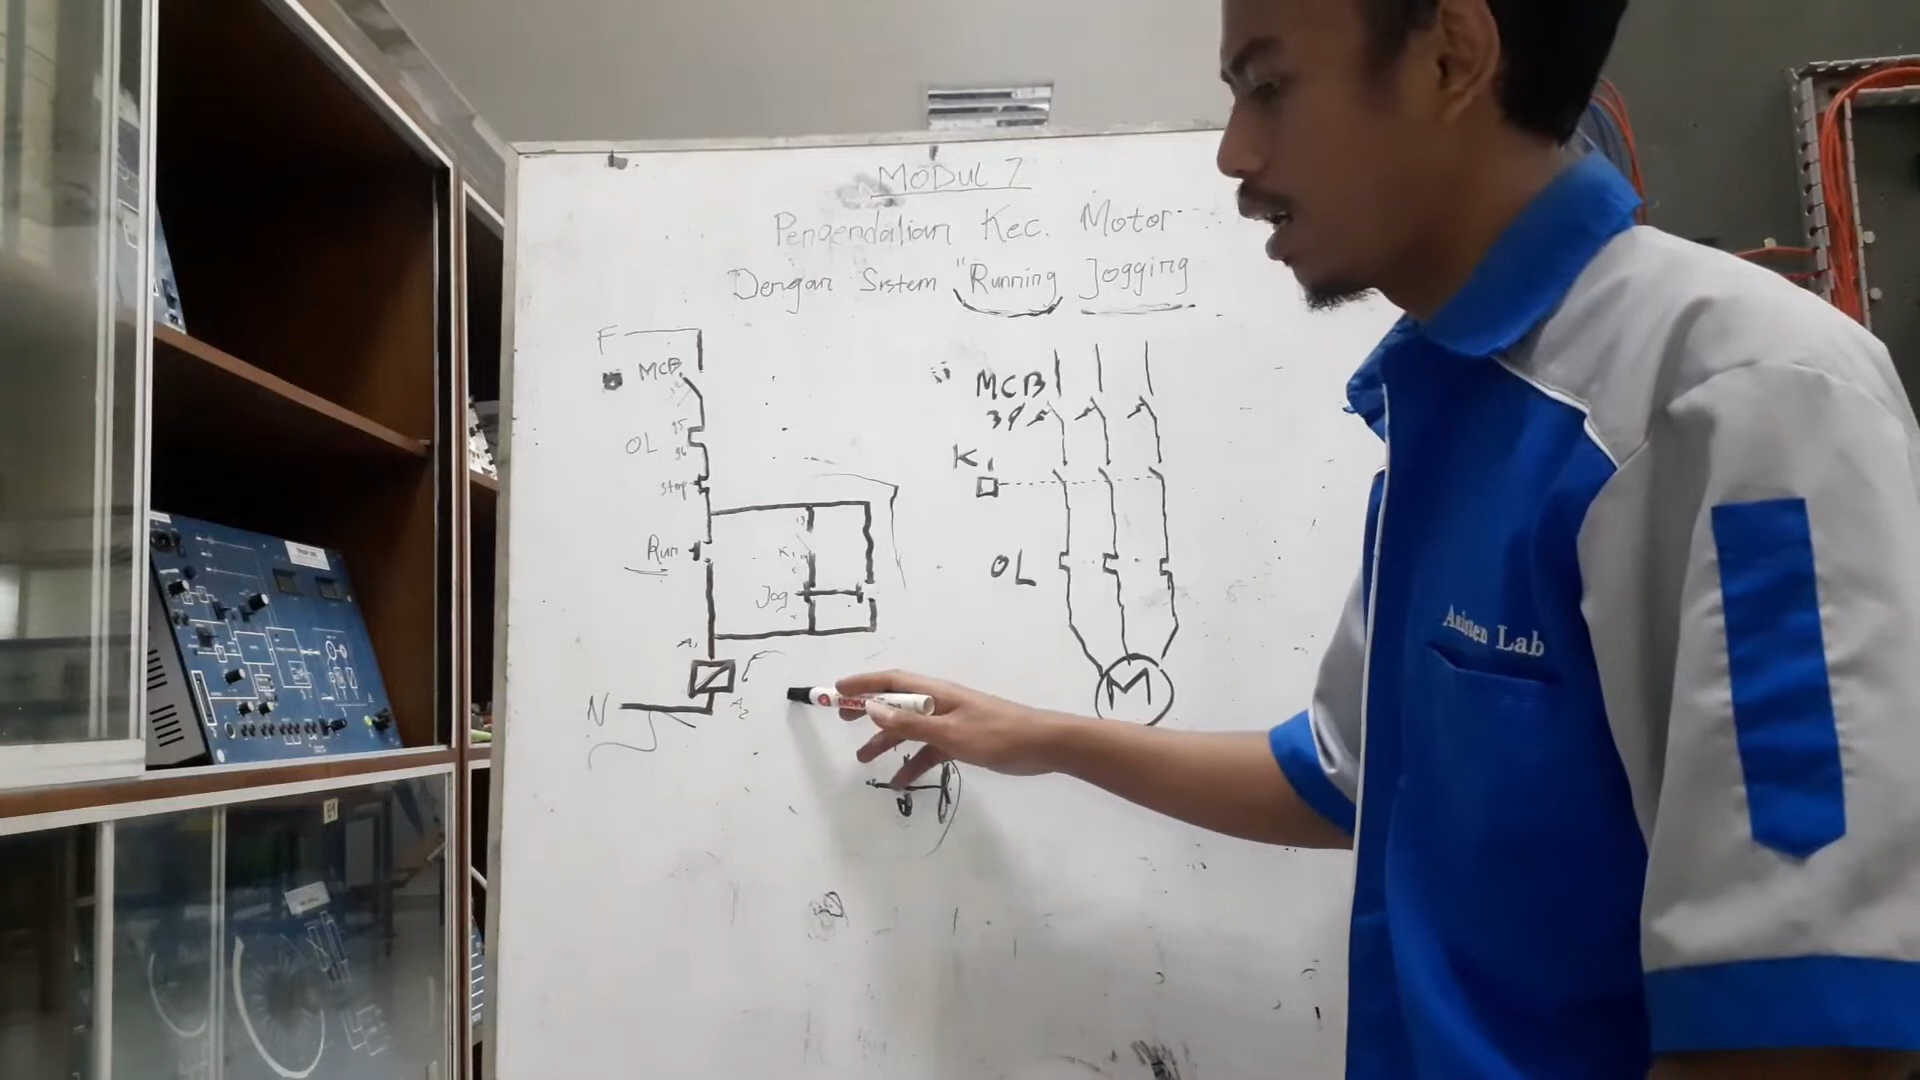 MODUL 7
Pengendalian Kec. Motor
Dengan Sistem "Running Jogging
F
MCB
95
OL
96
stop
13
Run
K1
Jog
A1
N
A2
MCB
3φ
K
OL
M
Asisten Lab